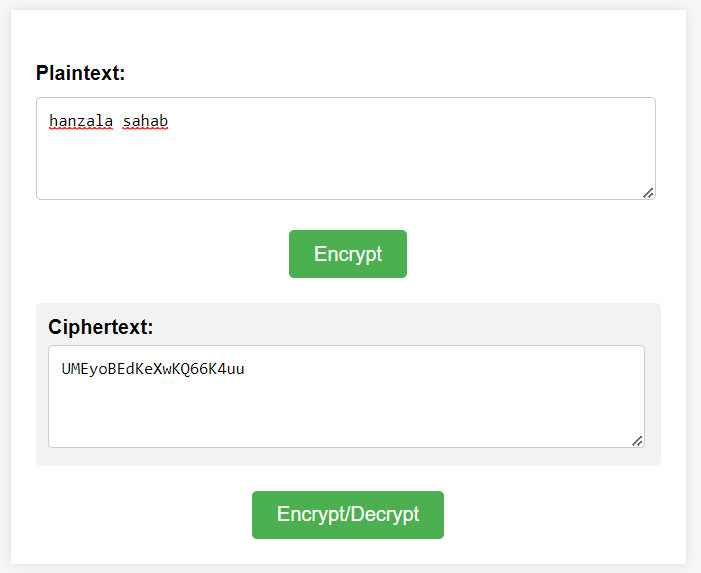 Plaintext:
hanzala sahab
Encrypt
Ciphertext:
UMEyoBEdKeXwKQ66K4uu
Encrypt/Decrypt